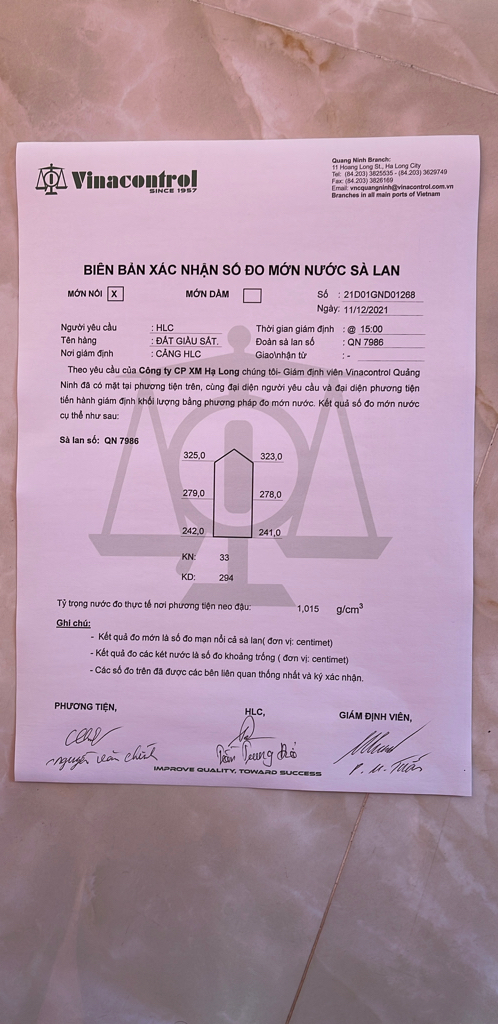 Vinacontrol
SINCE 1957
Quang Ninh Branch:
11 Hoang Long St., Ha Long City
Tel: (84.203) 3825535 - (84.203) 3629749
Fax: (84.203) 3826169
Email: vncquangninh@vinacontrol.com.vn
Branches in all main ports of Vietnam
BIÊN BẢN XÁC NHẬN SỐ ĐO MỚN NƯỚC SÀ LAN
MỚN NỔI X MỚN DẰM Số : 21D01GND01268
Ngày: 11/12/2021
Người yêu cầu : HLC Thời gian giám định : @ 15:00
Tên hàng : ĐẤT GIÀU SẮT. Đoàn sà lan số : QN 7986
Nơi giám định : CẢNG HLC Giao\nhận từ : -
Theo yêu cầu của Công ty CP XM Hạ Long chúng tôi- Giám định viên Vinacontrol Quảng
Ninh đã có mặt tại phương tiện trên, cùng đại diện người yêu cầu và đại diện phương tiện
tiến hành giám định khối lượng bằng phương pháp đo mớn nước. Kết quả số đo mớn nước
cụ thể như sau:
Sà lan số: QN 7986
325,0 323,0
279,0 278,0
242,0 241,0
KN: 33
KD: 294
Tỷ trọng nước đo thực tế nơi phương tiện neo đậu: 1,015 g/cm³
Ghi chú:
- Kết quả đo mớn là số đo mạn nổi cả sà lan( đơn vị: centimet)
- Kết quả đo các két nước là số đo khoảng trống ( đơn vị: centimet)
- Các số đo trên đã được các bên liên quan thống nhất và ký xác nhận.
PHƯƠNG TIỆN, HLC, GIÁM ĐỊNH VIÊN,
nguyễn văn P. M. Tuấn
IMPROVE QUALITY, TOWARD SUCCESS